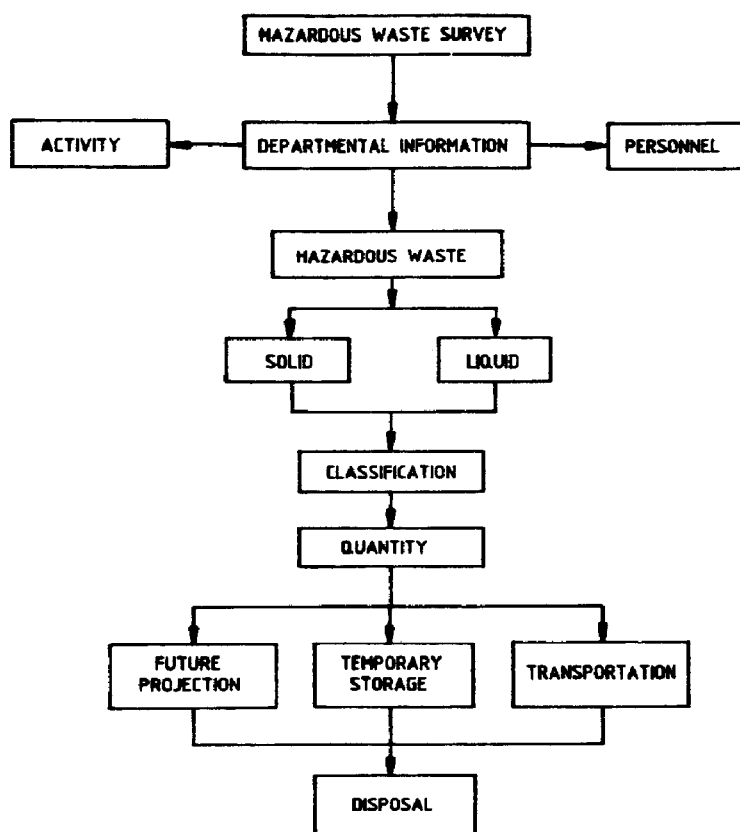 HAZARDOUS WASTE SURVEY
ACTIVITY
DEPARTMENTAL INFORMATION
PERSONNEL
HAZARDOUS WASTE
SOLID
LIQUID
CLASSIFICATION
QUANTITY
FUTURE
PROJECTION
TEMPORARY
STORAGE
TRANSPORTATION
DISPOSAL